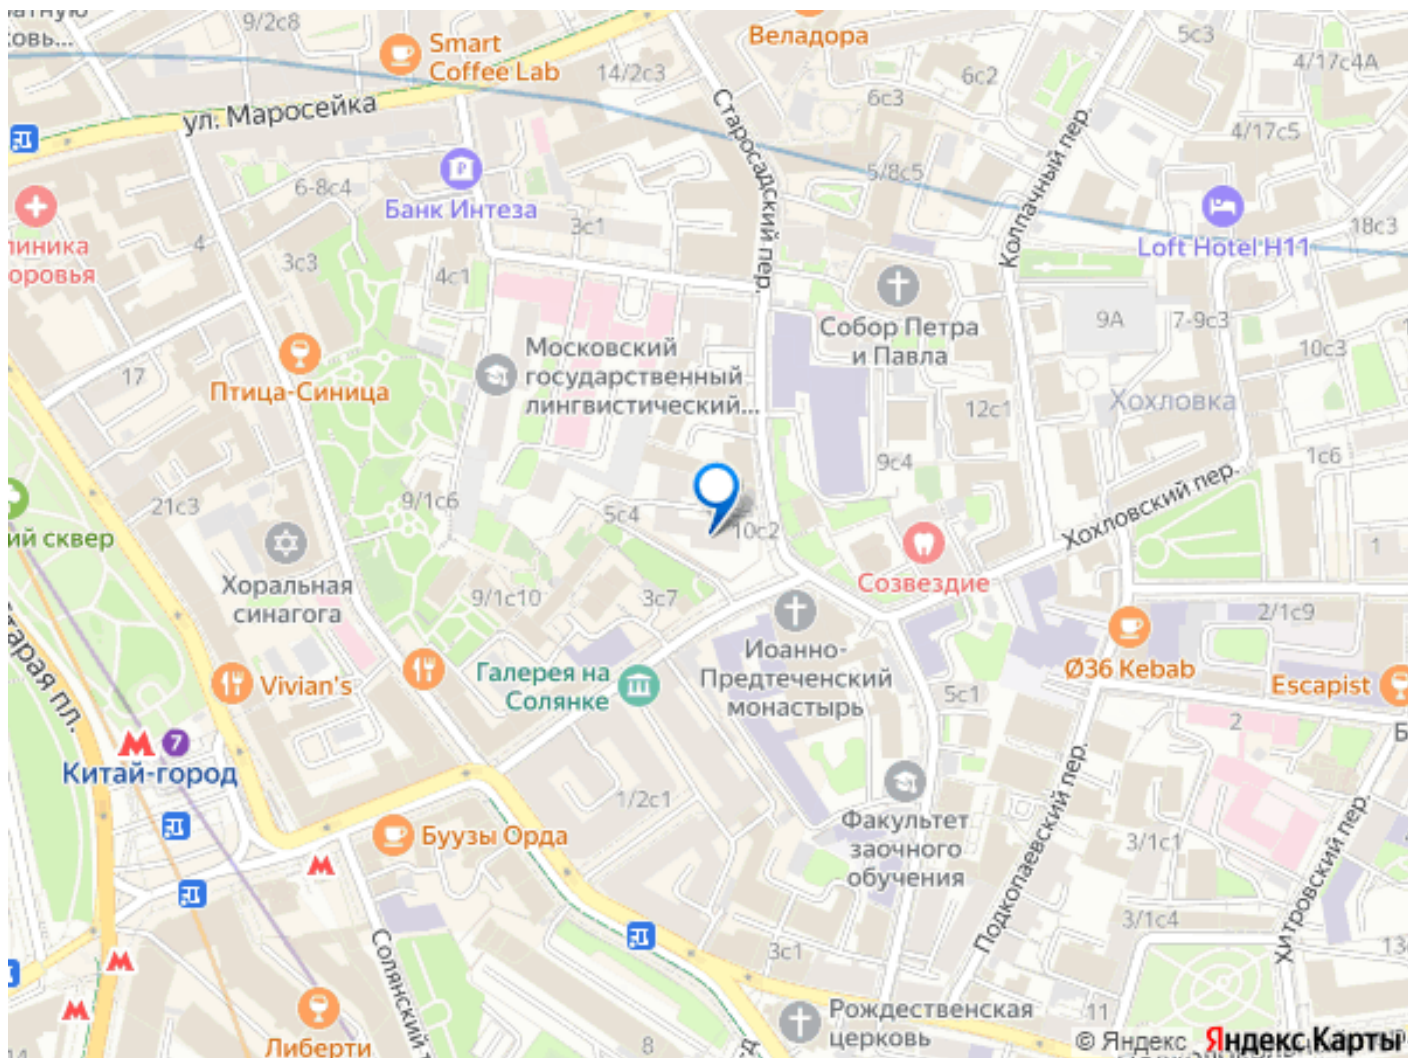 9/2с8
Smart
Coffee Lab
14/2с3
Веладора
5с3
4/17с4А
6с2
6с3
4/17с5
ул. Маросейка
Старосадский пер.
Колпачный пер.
5/8с5
6-8с4
Банк Интеза
3с1
Loft Hotel H11
18с3
4
3с3
4с1
Собор Петра
и Павла
9А
7-9с3
10с3
Птица-Синица
17
Московский
государственный
лингвистический...
12с1
Хохловка
9с4
1с6
21с3
9/1с6
5с4
10с2
Хохловский пер.
ий сквер
Хоральная
синагога
Созвездие
1
9/1с10
3с7
2/1с9
Иоанно-
Предтеченский
монастырь
Ø36 Kebab
Vivian's
Галерея на
Солянке
5с1
Escapist
2
7
Китай-город
1/2с1
Буузы Орда
Факультет
заочного
обучения
Подкопаевский пер.
3/1с1
Хитровский пер.
3/1с4
3с1
Солянский т
Рождественская
церковь
11
8
Либерти
© Яндекс Яндекс Карты